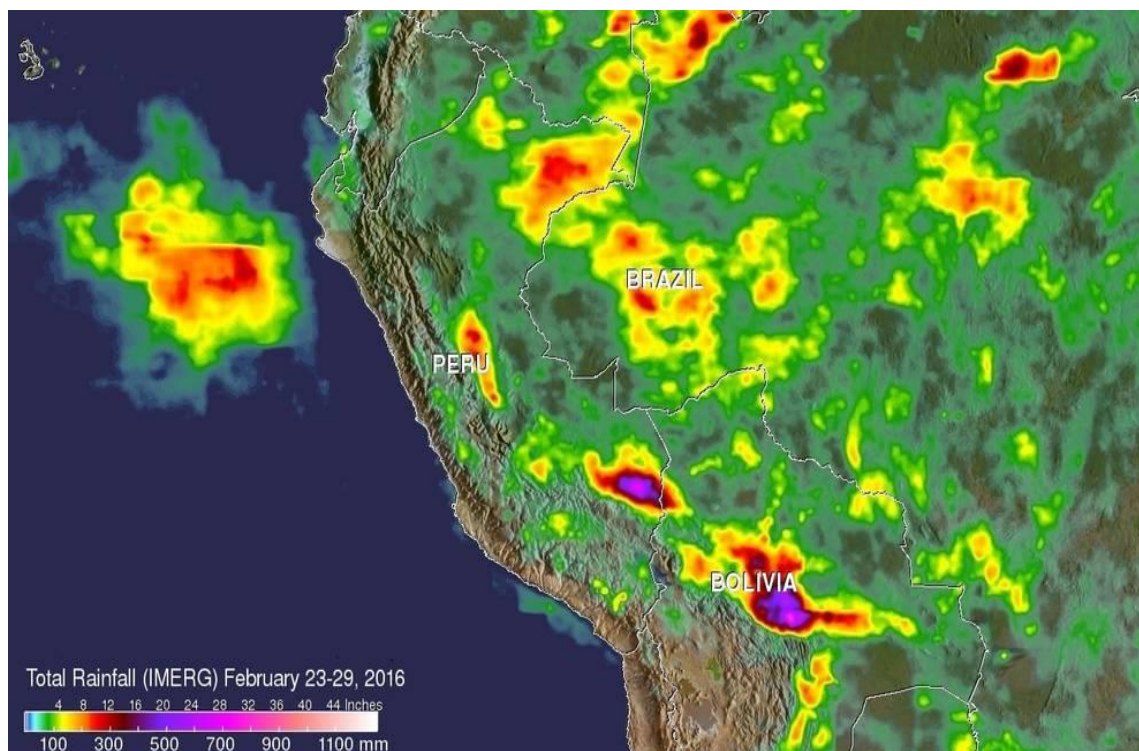 BRAZIL
PERU
BOLIVIA
Total Rainfall (IMERG) February 23-29, 2016
4 8 12 16 20 24 28 32 36 40 44 Inches
100 300 500 700 900 1100 mm